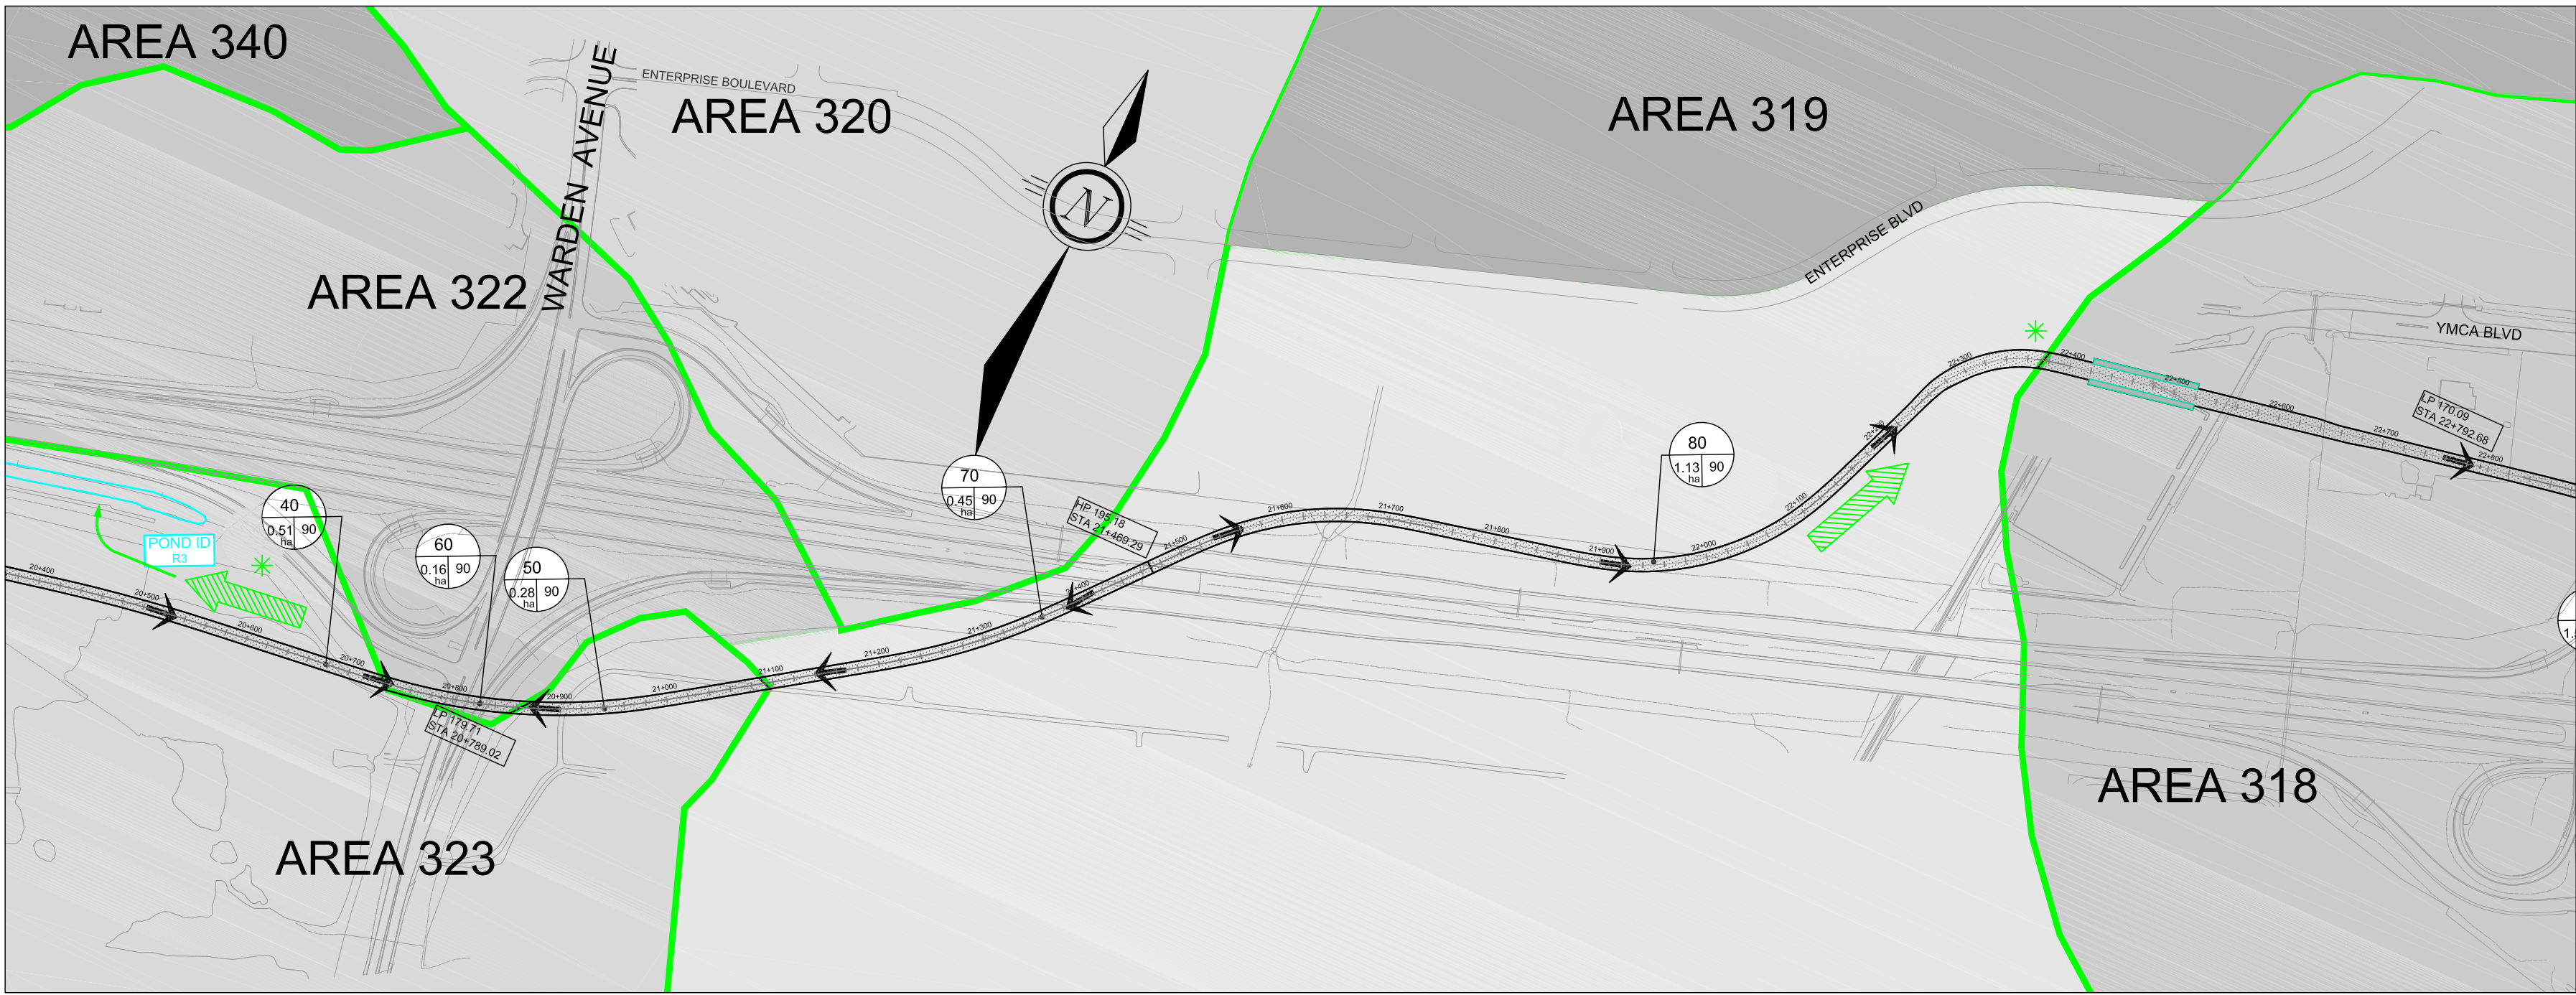 AREA 340
WARDEN AVENUE
ENTERPRISE BOULEVARD
AREA 320
AREA 319
N
ENTERPRISE BLVD
AREA 322
YMCA BLVD
22+300
22+400
22+500
22+600
22+700
22+800
LP 170.09
STA 22+792.68
80
1.13
90
ha
70
0.45
90
ha
HP 195.18
STA 21+469.29
40
0.51
90
ha
60
0.16
90
ha
50
0.28
90
ha
POND ID
R3
20+400
20+500
20+600
20+700
20+800
20+900
21+000
21+100
21+200
21+300
21+400
21+500
21+600
21+700
21+800
21+900
22+000
22+100
LP 179.71
STA 20+789.02
1.
AREA 318
AREA 323